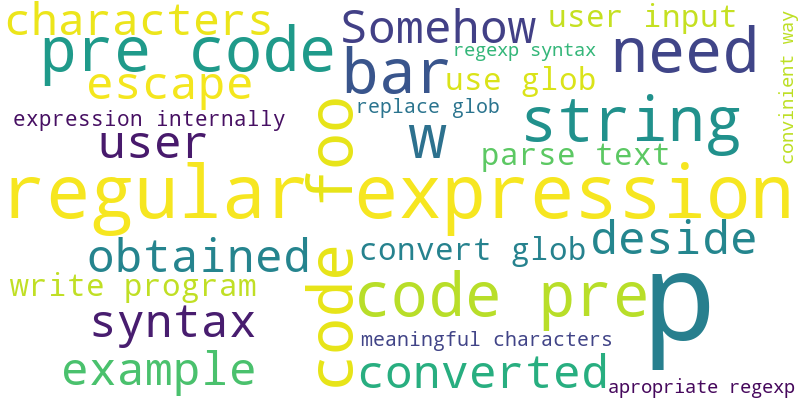 characters
Somehow
user input
pre code
regexp syntax
need
convinient way
escape
bar
use glob
expression internally
replace glob
string
user
w
parse text
regular expression
code foo
obtained
convert glob
deside
write program
code pre
p
syntax
meaningful characters
example
converted
apropriate regexp